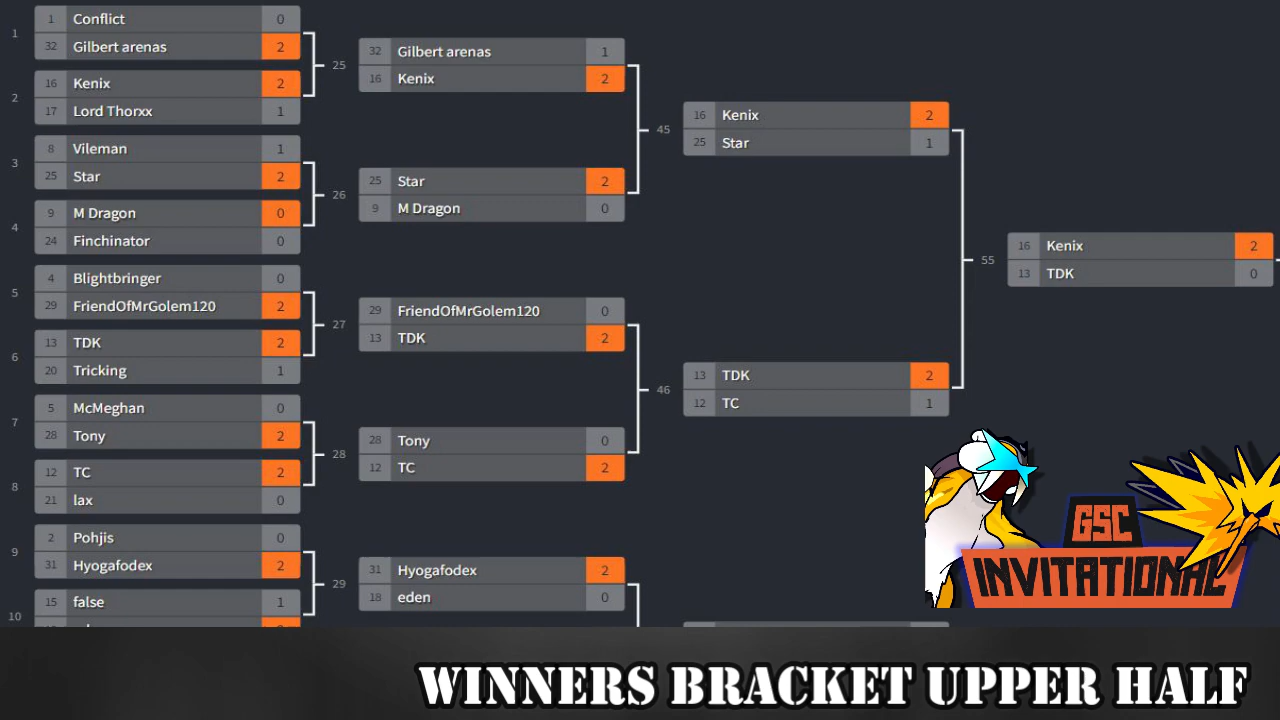 1
1 Conflict 0
32 Gilbert arenas 2
2
16 Kenix 2
17 Lord Thorxx 1
3
8 Vileman 1
25 Star 2
4
9 M Dragon 0
24 Finchinator 0
5
4 Blightbringer 0
29 FriendOfMrGolem120 2
6
13 TDK 2
20 Tricking 1
7
5 McMeghan 0
28 Tony 2
8
12 TC 2
21 lax 0
9
2 Pohjis 0
31 Hyogafodex 2
10
15 false 1
25
32 Gilbert arenas 1
16 Kenix 2
26
25 Star 2
9 M Dragon 0
27
29 FriendOfMrGolem120 0
13 TDK 2
28
28 Tony 0
12 TC 2
29
31 Hyogafodex 2
18 eden 0
45
16 Kenix 2
25 Star 1
46
13 TDK 2
12 TC 1
55
16 Kenix 2
13 TDK 0
GSC
INVITATIONAL
WINNERS BRACKET UPPER HALF